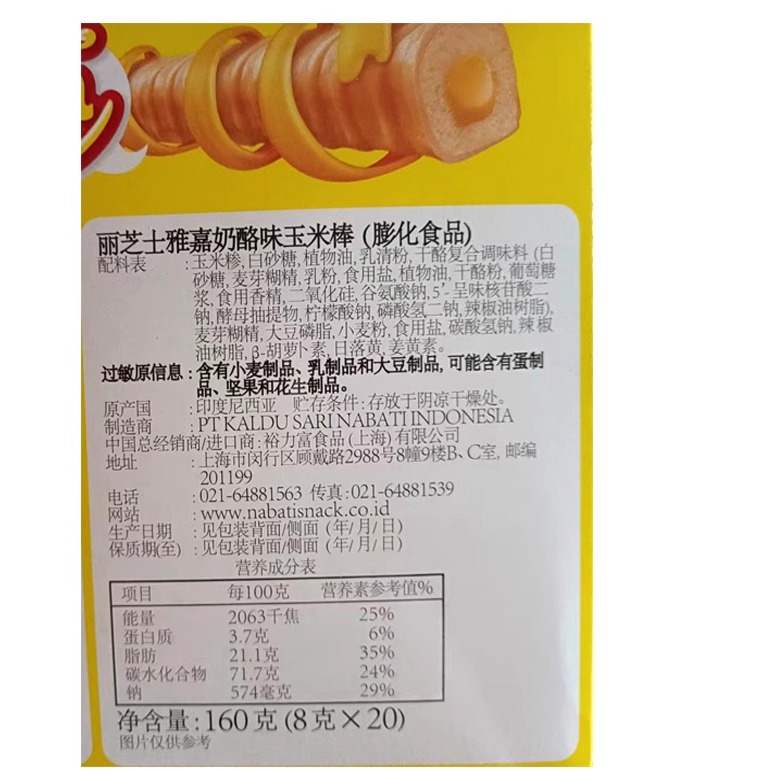 丽芝士雅嘉奶酪味玉米棒 (膨化食品)
配料表 :玉米糁,白砂糖,植物油,乳清粉,干酪复合调味料 (白
砂糖,麦芽糊精,乳粉,食用盐,植物油,干酪粉,葡萄糖
浆,食用香精,二氧化硅,谷氨酸钠,5’-呈味核苷酸二
钠,酵母抽提物,柠檬酸钠,磷酸氢二钠,辣椒油树脂),
麦芽糊精,大豆磷脂,小麦粉,食用盐,碳酸氢钠,辣椒
油树脂,β-胡萝卜素,日落黄,姜黄素。
过敏原信息:含有小麦制品、乳制品和大豆制品,可能含有蛋制
品、坚果和花生制品。
原产国 :印度尼西亚 贮存条件:存放于阴凉干燥处。
制造商 :PT KALDU SARI NABATI INDONESIA
中国总经销商/进口商:裕力富食品 (上海) 有限公司
地址 :上海市闵行区顾戴路2988号8幢9楼B、C室,邮编
201199
电话 :021-64881563 传真:021-64881539
网站 :www.nabatisnack.co.id
生产日期 :见包装背面/侧面 (年/月/日)
保质期(至) :见包装背面/侧面 (年/月/日)
营养成分表
项目 每100克 营养素参考值%
能量 2063千焦 25%
蛋白质 3.7克 6%
脂肪 21.1克 35%
碳水化合物 71.7克 24%
钠 574毫克 29%
净含量:160克 (8克×20)
图片仅供参考